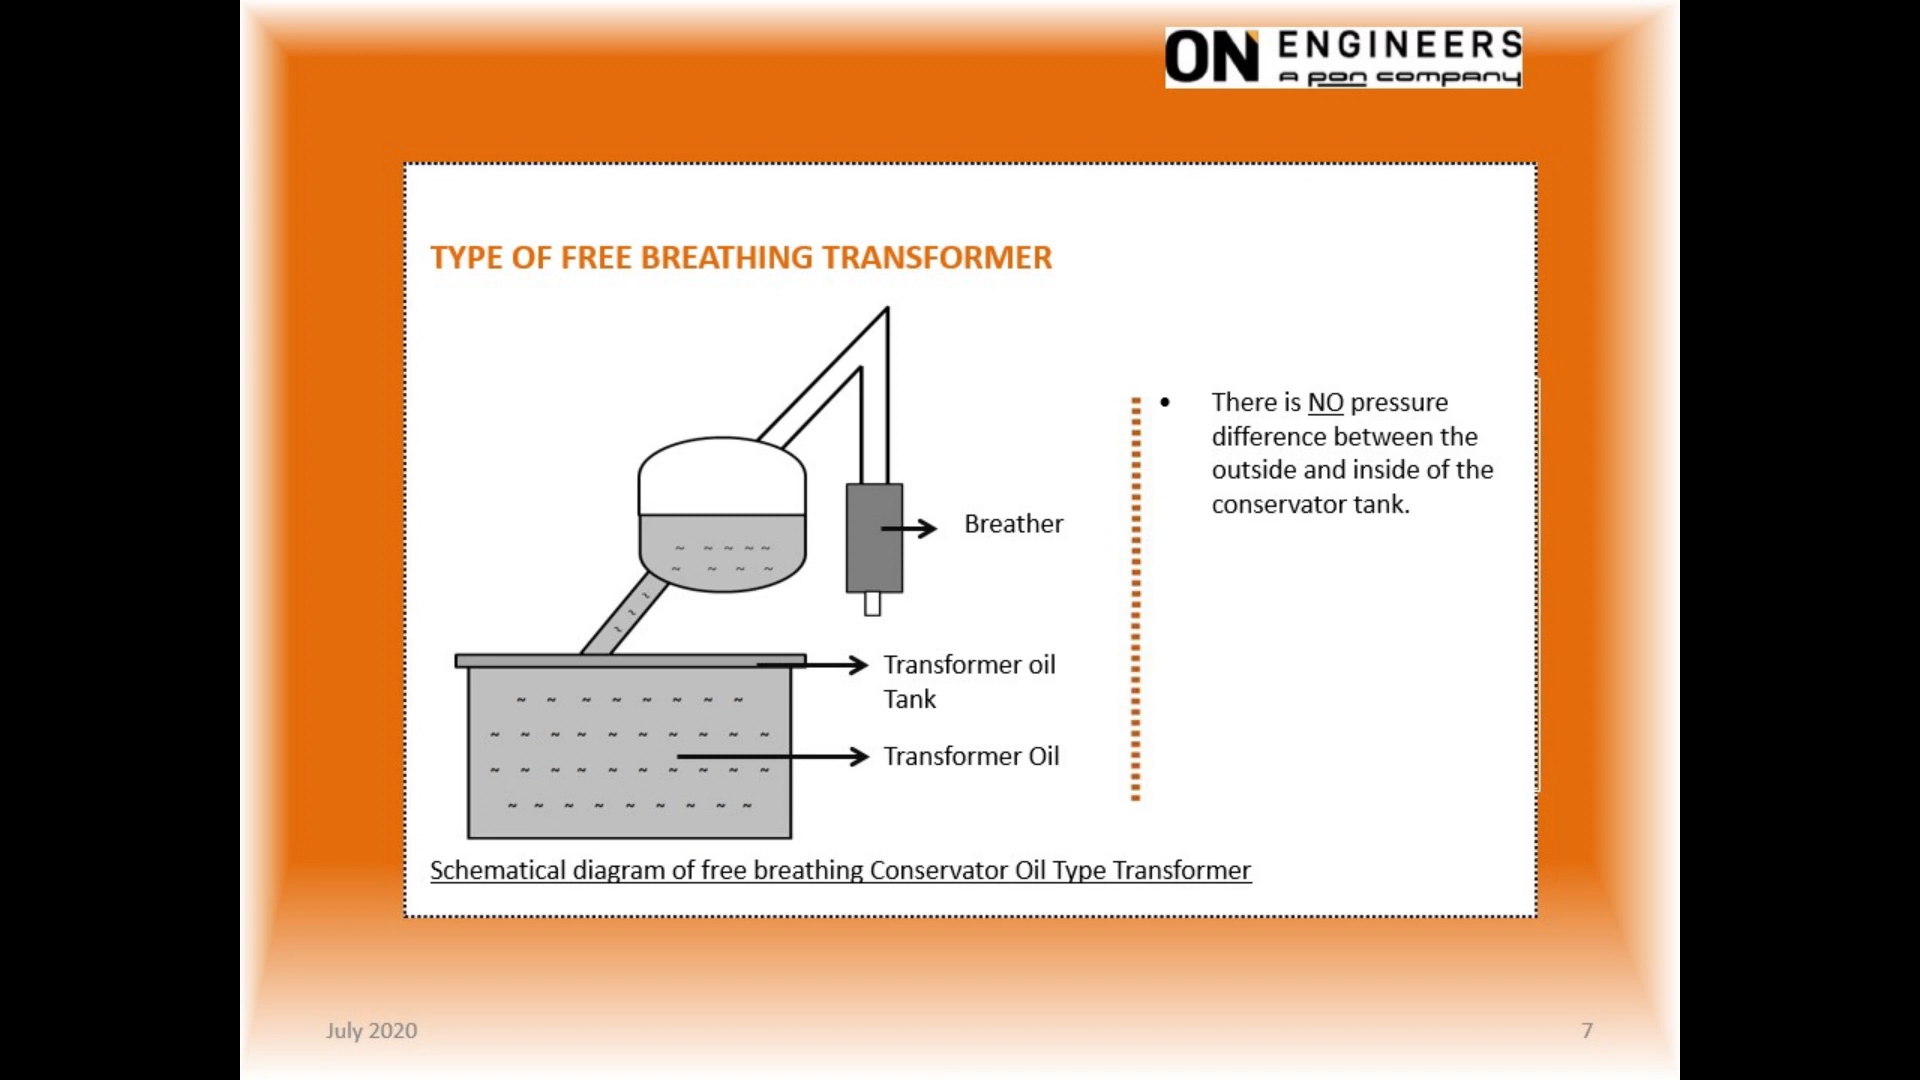 ON ENGINEERS
a pon company
TYPE OF FREE BREATHING TRANSFORMER
Breather
Transformer oil
Tank
Transformer Oil
• There is NO pressure
difference between the
outside and inside of the
conservator tank.
Schematical diagram of free breathing Conservator Oil Type Transformer
July 2020
7